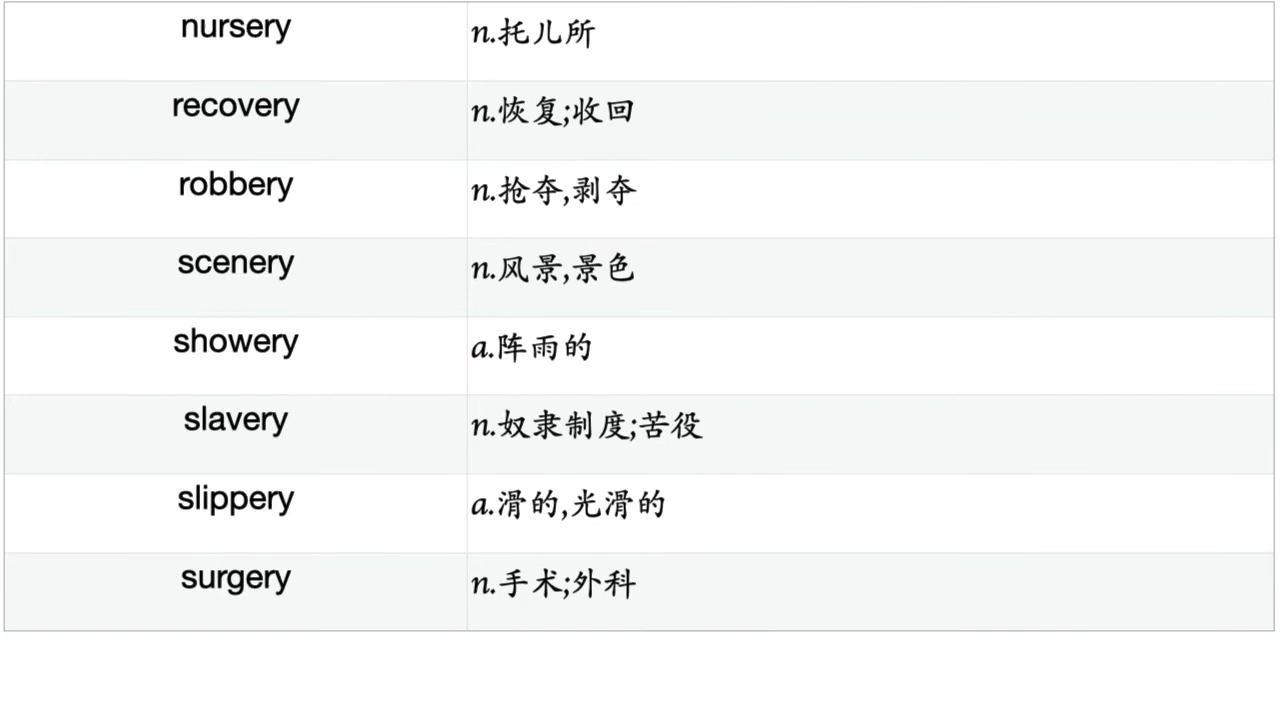 nursery n.托儿所
recovery n.恢复;收回
robbery n.抢夺,剥夺
scenery n.风景,景色
showery a.阵雨的
slavery n.奴隶制度;苦役
slippery a.滑的,光滑的
surgery n.手术;外科